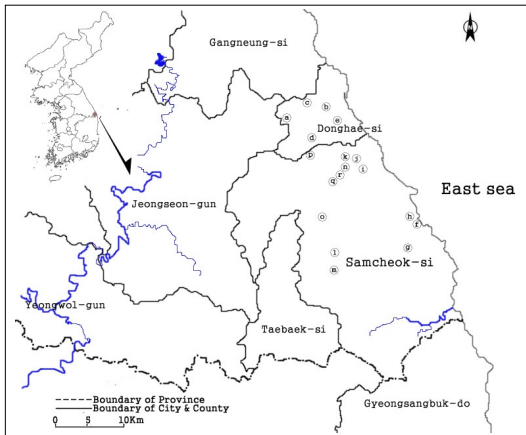 Gangneung-si
c
b
a
e
Donghae-si
d
p
k
j
n
i
r
q
Jeongseon-gun
East sea
o
h
f
g
l
Samcheok-si
m
Yeongwol-gun
Taebaek-si
Boundary of Province
Boundary of City & County
0 5 10Km
Gyeongsangbuk-do